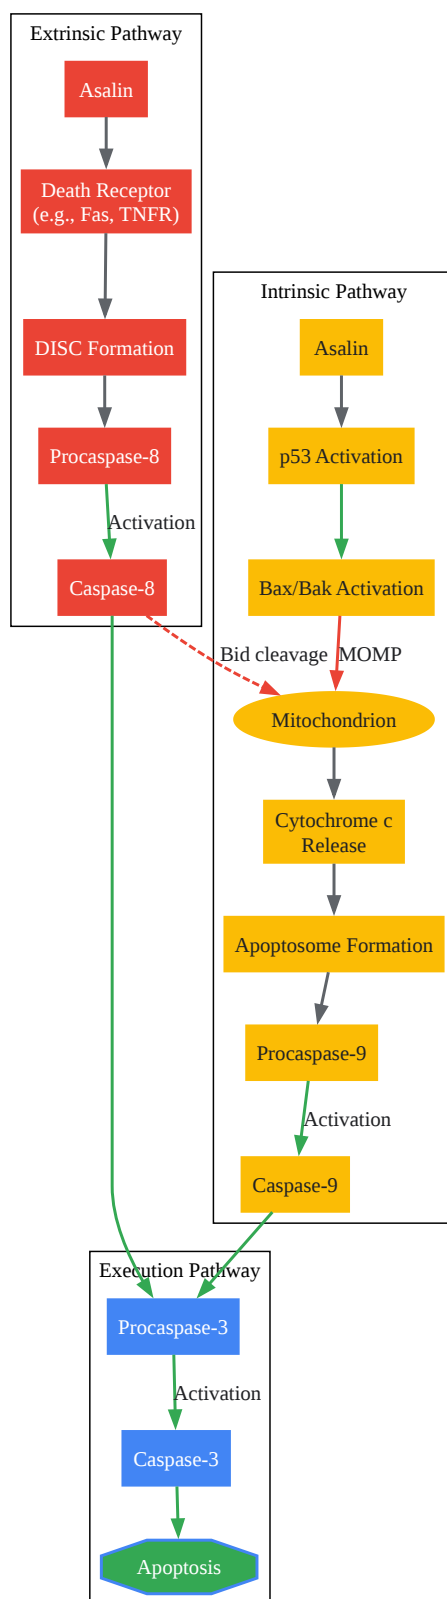 Extrinsic Pathway
Asalin
Death Receptor
(e.g., Fas, TNFR)
DISC Formation
Procaspase-8
Activation
Caspase-8
Intrinsic Pathway
Asalin
p53 Activation
Bax/Bak Activation
Bid cleavage
MOMP
Mitochondrion
Cytochrome c
Release
Apoptosome Formation
Procaspase-9
Activation
Caspase-9
Execution Pathway
Procaspase-3
Activation
Caspase-3
Apoptosis